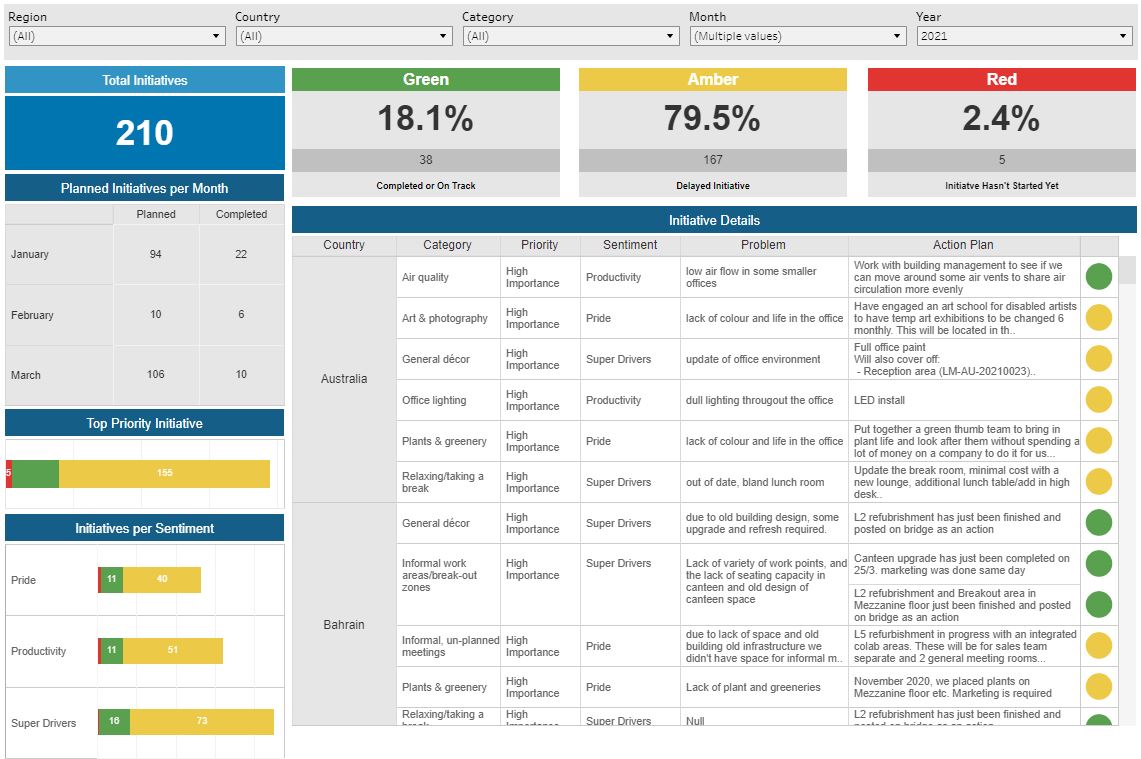 Region
(All)
Country
(All)
Category
(All)
Month
(Multiple values)
Year
2021
Total Initiatives
210
Green
18.1%
38
Completed or On Track
Amber
79.5%
167
Delayed Initiative
Red
2.4%
5
Initiatve Hasn't Started Yet
Planned Initiatives per Month
Planned Completed
January 94 22
February 10 6
March 106 10
Top Priority Initiative
5 155
Initiatives per Sentiment
Pride 11 40
Productivity 11 51
Super Drivers 16 73
Initiative Details
Country Category Priority Sentiment Problem Action Plan
Australia
Air quality
High
Importance
Productivity
low air flow in some smaller
offices
Work with building management to see if we
can move around some air vents to share air
circulation more evenly
Art & photography
High
Importance
Pride
lack of colour and life in the office
Have engaged an art school for disabled artists
to have temp art exhibitions to be changed 6
monthly. This will be located in th..
General décor
High
Importance
Super Drivers
update of office environment
Full office paint
Will also cover off:
- Reception area (LM-AU-20210023)..
Office lighting
High
Importance
Productivity
dull lighting througout the office
LED install
Plants & greenery
High
Importance
Pride
lack of colour and life in the office
Put together a green thumb team to bring in
plant life and look after them without spending a
lot of money on a company to do it for us...
Relaxing/taking a
break
High
Importance
Super Drivers
out of date, bland lunch room
Update the break room, minimal cost with a
new lounge, additional lunch table/add in high
desk..
Bahrain
General décor
High
Importance
Super Drivers
due to old building design, some
upgrade and refresh required.
L2 refubrishment has just been finished and
posted on bridge as an action
Informal work
areas/break-out
zones
High
Importance
Super Drivers
Lack of variety of work points, and
the lack of seating capacity in
canteen and old design of
canteen space
Canteen upgrade has just been completed on
25/3. marketing was done same day
L2 refurbishment and Breakout area in
Mezzanine floor just been finished and posted
on bridge as an action
Informal, un-planned
meetings
High
Importance
Pride
due to lack of space and old
building old infrastructure we
didn't have space for informal m..
L5 refurbishment in progress with an integrated
colab areas. These will be for sales team
separate and 2 general meeting rooms...
Plants & greenery
High
Importance
Pride
Lack of plant and greeneries
November 2020, we placed plants on
Mezzanine floor etc. Marketing is required
Relaxing/taking a
break
High
Importance
Super Drivers
Null
L2 refurbrishment has just been finished and
posted on bridge as an action